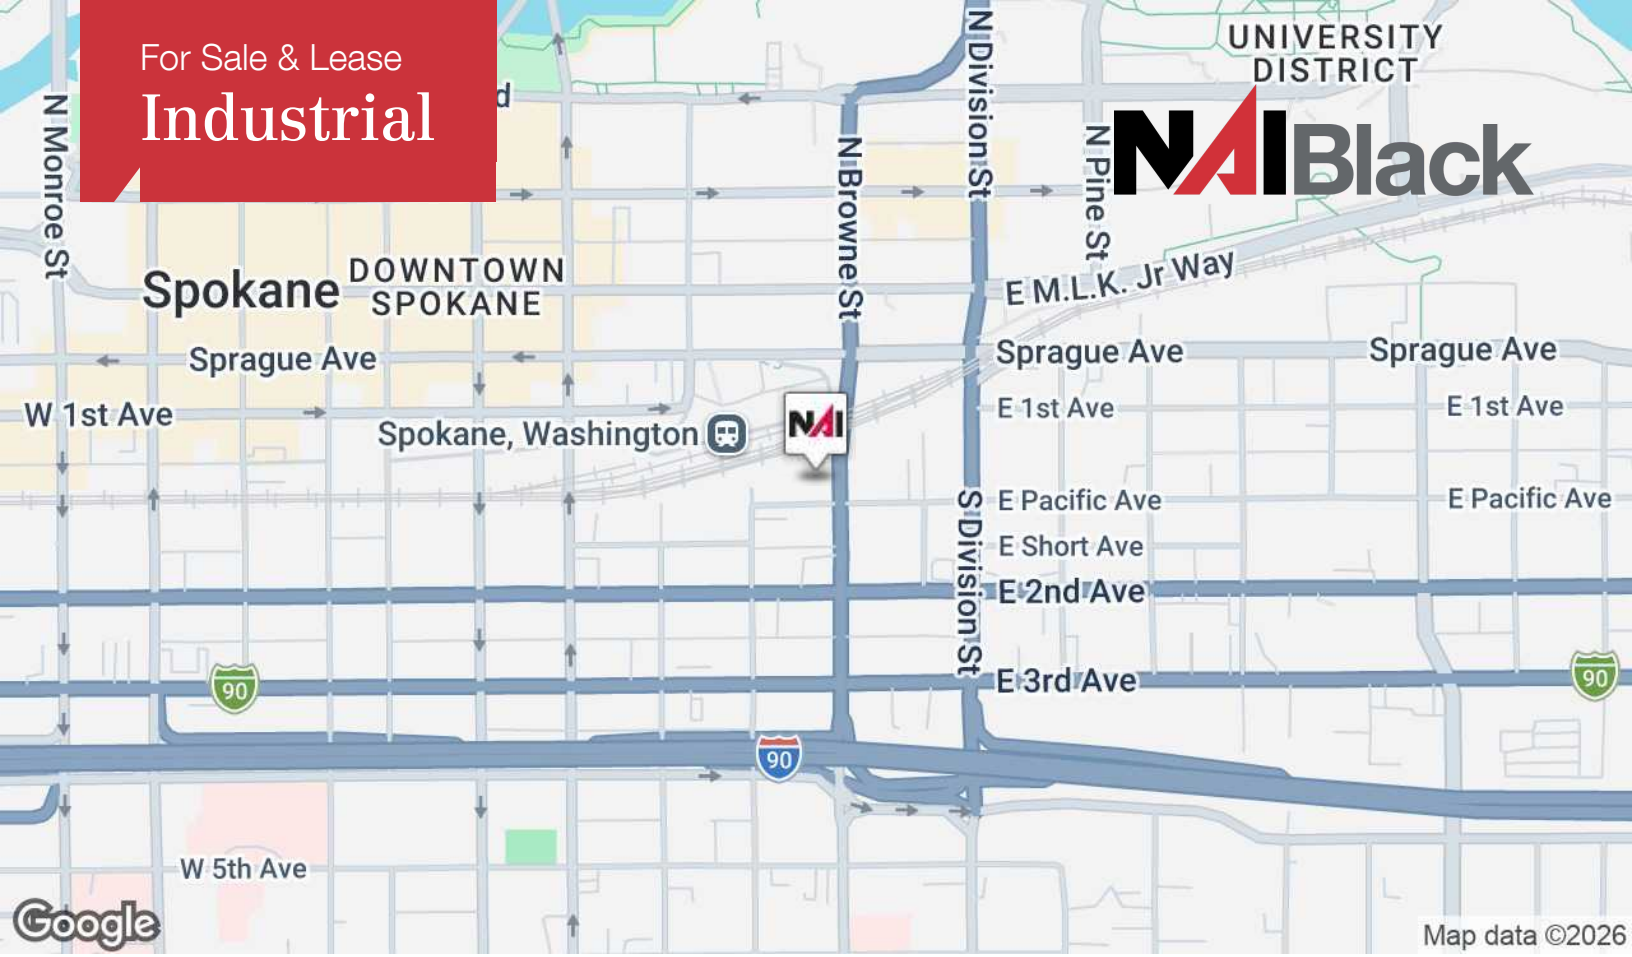 For Sale & Lease
Industrial
d
UNIVERSITY
DISTRICT
NAI Black
N Monroe St
N Browne St
N Division St
N Pine St
E M.L.K. Jr Way
Spokane
DOWNTOWN
SPOKANE
Sprague Ave
Sprague Ave
Sprague Ave
W 1st Ave
E 1st Ave
E 1st Ave
NAI
Spokane, Washington
E Pacific Ave
E Pacific Ave
S Division St
E Short Ave
E 2nd Ave
E 3rd Ave
90
90
90
W 5th Ave
Google
Map data ©2026